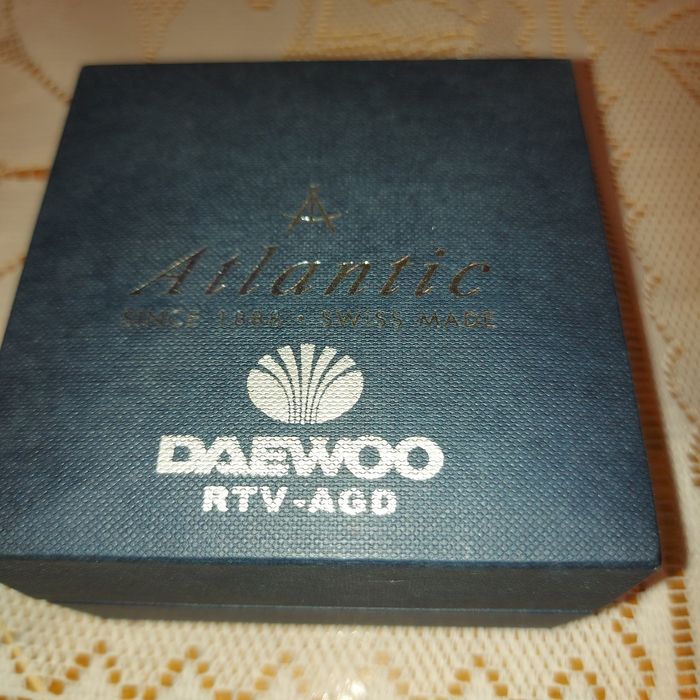 Atlantic
SINCE 1888 • SWISS MADE
DAEWOO
RTV-AGD